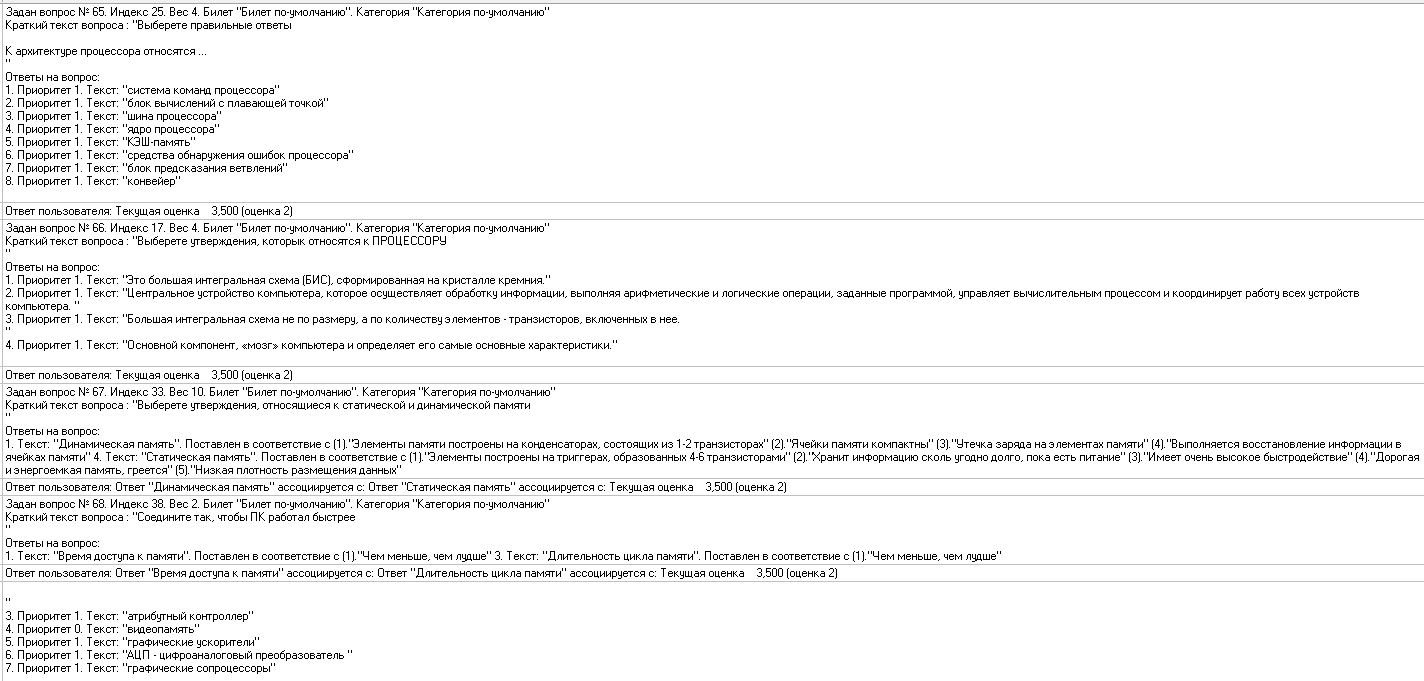 Задан вопрос № 65. Индекс 25. Вес 4. Билет "Билет по-умолчанию". Категория "Категория по-умолчанию"
Краткий текст вопроса : "Выберете правильные ответы
К архитектуре процессора относятся ...
"
Ответы на вопрос:
1. Приоритет 1. Текст: "система команд процессора"
2. Приоритет 1. Текст: "блок вычислений с плавающей точкой"
3. Приоритет 1. Текст: "шина процессора"
4. Приоритет 1. Текст: "ядро процессора"
5. Приоритет 1. Текст: "КЭШ-память"
6. Приоритет 1. Текст: "средства обнаружения ошибок процессора"
7. Приоритет 1. Текст: "блок предсказания ветвлений"
8. Приоритет 1. Текст: "конвейер"
Ответ пользователя: Текущая оценка 3,500 (оценка 2)
Задан вопрос № 66. Индекс 17. Вес 4. Билет "Билет по-умолчанию". Категория "Категория по-умолчанию"
Краткий текст вопроса : "Выберете утверждения, которык относятся к ПРОЦЕССОРУ
"
Ответы на вопрос:
1. Приоритет 1. Текст: "Это большая интегральная схема (БИС), сформированная на кристалле кремния."
2. Приоритет 1. Текст: "Центральное устройство компьютера, которое осуществляет обработку информации, выполняя арифметические и логические операции, заданные программой, управляет вычислительным процессом и координирует работу всех устройств
компьютера. "
3. Приоритет 1. Текст: "Большая интегральная схема не по размеру, а по количеству элементов - транзисторов, включенных в нее.
"
4. Приоритет 1. Текст: "Основной компонент, «мозг» компьютера и определяет его самые основные характеристики."
Ответ пользователя: Текущая оценка 3,500 (оценка 2)
Задан вопрос № 67. Индекс 33. Вес 10. Билет "Билет по-умолчанию". Категория "Категория по-умолчанию"
Краткий текст вопроса : "Выберете утверждения, относящиеся к статической и динамической памяти
"
Ответы на вопрос:
1. Текст: "Динамическая память". Поставлен в соответствие с (1)."Элементы памяти построены на конденсаторах, состоящих из 1-2 транзисторах" (2)."Ячейки памяти компактны" (3)."Утечка заряда на элементах памяти" (4)."Выполняется восстановление информации в
ячейках памяти" 4. Текст: "Статическая память". Поставлен в соответствие с (1)."Элементы построены на триггерах, образованных 4-6 транзисторами" (2)."Хранит информацию сколь угодно долго, пока есть питание" (3)."Имеет очень высокое быстродействие" (4)."Дорогая
и энергоемкая память, греется" (5)."Низкая плотность размещения данных"
Ответ пользователя: Ответ "Динамическая память" ассоциируется с: Ответ "Статическая память" ассоциируется с: Текущая оценка 3,500 (оценка 2)
Задан вопрос № 68. Индекс 38. Вес 2. Билет "Билет по-умолчанию". Категория "Категория по-умолчанию"
Краткий текст вопроса : "Соедините так, чтобы ПК работал быстрее
"
Ответы на вопрос:
1. Текст: "Время доступа к памяти". Поставлен в соответствие с (1)."Чем меньше, чем лудше" 3. Текст: "Длительность цикла памяти". Поставлен в соответствие с (1)."Чем меньше, чем лудше"
Ответ пользователя: Ответ "Время доступа к памяти" ассоциируется с: Ответ "Длительность цикла памяти" ассоциируется с: Текущая оценка 3,500 (оценка 2)
"
3. Приоритет 1. Текст: "атрибутный контроллер"
4. Приоритет 0. Текст: "видеопамять"
5. Приоритет 1. Текст: "графические ускорители"
6. Приоритет 1. Текст: "АЦП - цифроаналоговый преобразователь "
7. Приоритет 1. Текст: "графические сопроцессоры"